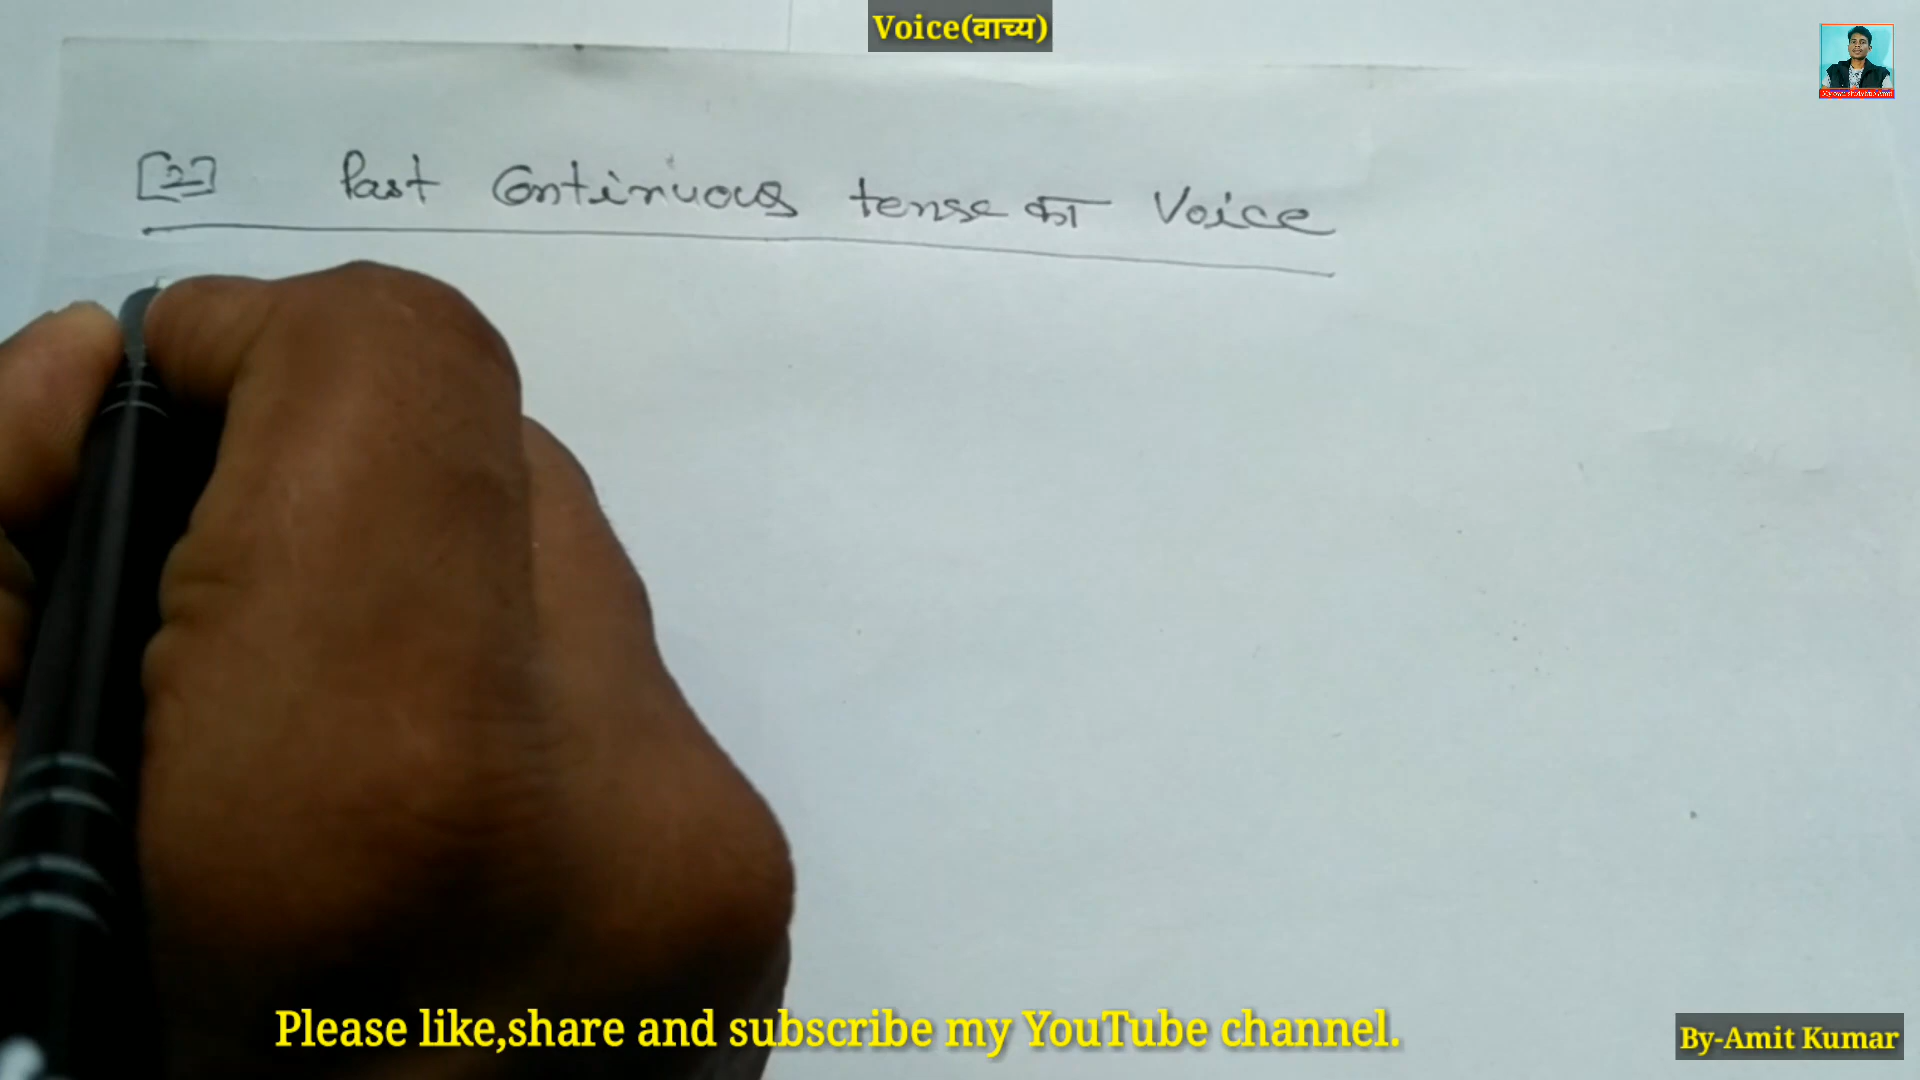 Voice(वाच्य)
[2] Past Continuous tense का Voice
Please like,share and subscribe my YouTube channel.
By-Amit Kumar